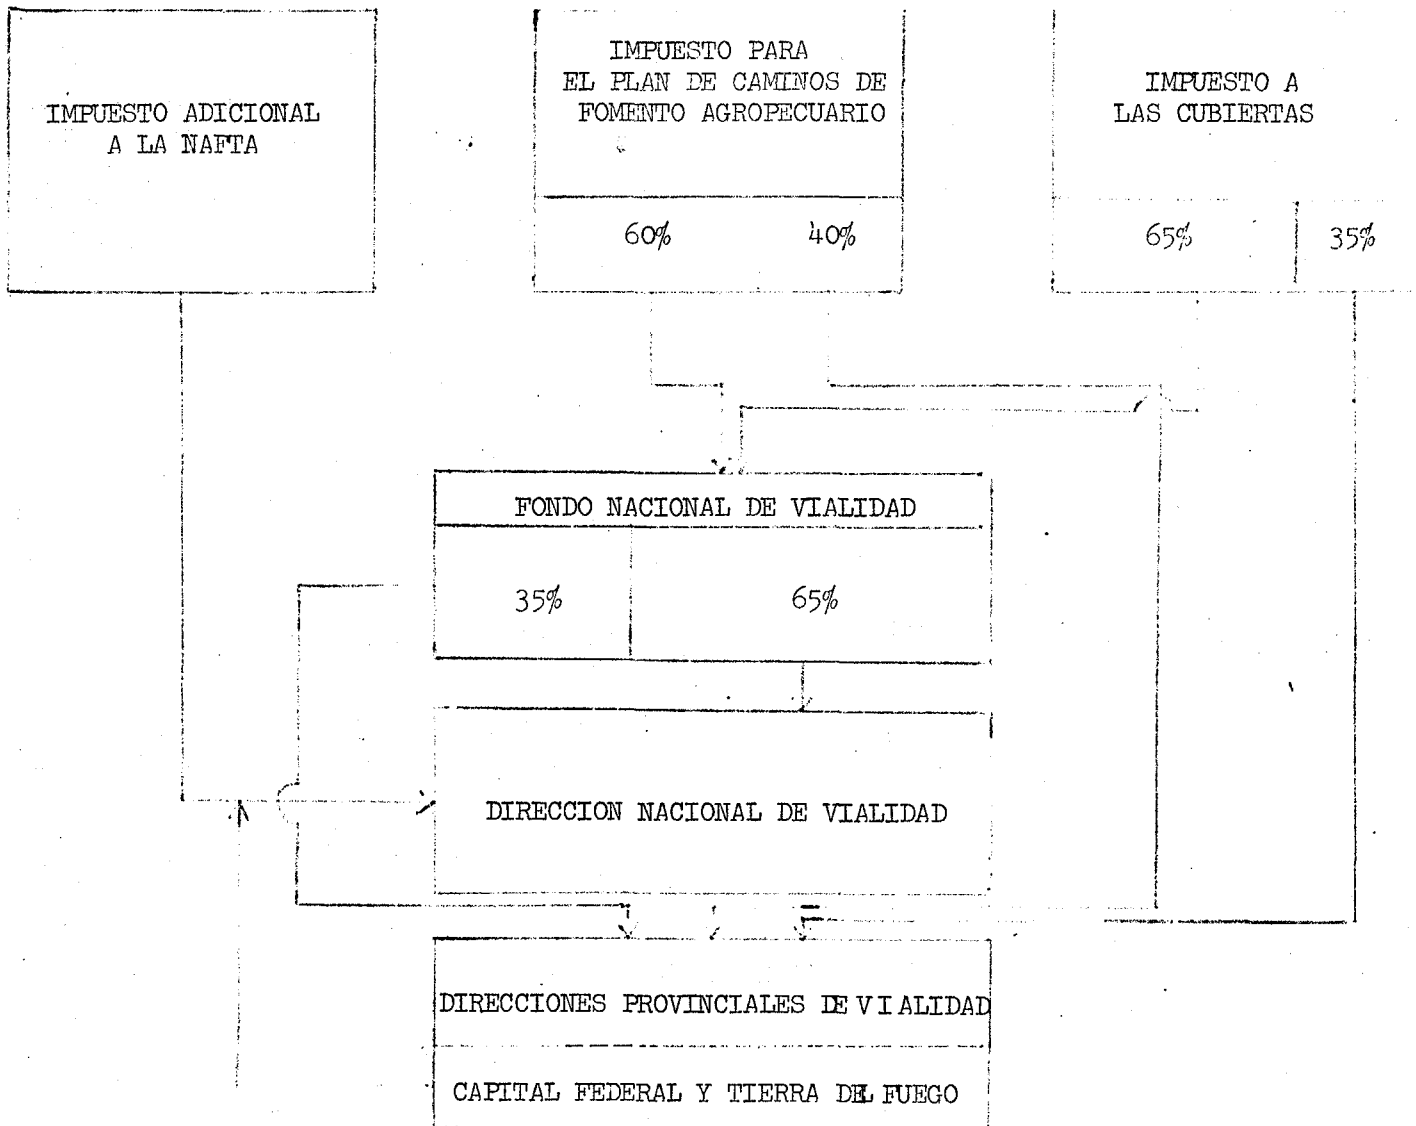 IMPUESTO ADICIONAL
A LA NAFTA
IMPUESTO PARA
EL PLAN DE CAMINOS DE
FOMENTO AGROPECUARIO
60% 40%
IMPUESTO A
LAS CUBIERTAS
65% 35%
FONDO NACIONAL DE VIALIDAD
35% 65%
DIRECCION NACIONAL DE VIALIDAD
DIRECCIONES PROVINCIALES DE VIALIDAD
CAPITAL FEDERAL Y TIERRA DEL FUEGO